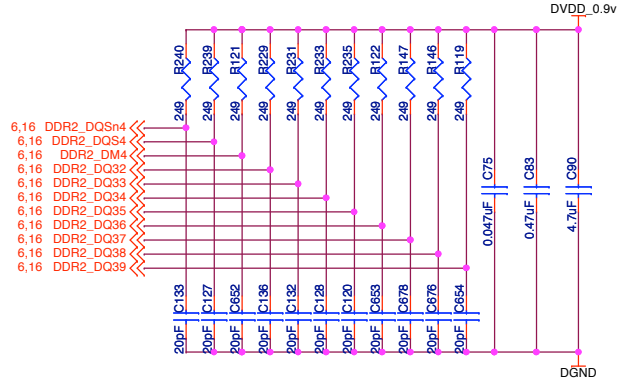 DVDD_0.9v
R240 R239 R121 R229 R231 R233 R235 R122 R147 R146 R119
249 249 249 249 249 249 249 249 249 249 249
6,16 DDR2_DQSn4
6,16 DDR2_DQS4
6,16 DDR2_DM4
6,16 DDR2_DQ32
6,16 DDR2_DQ33
6,16 DDR2_DQ34
6,16 DDR2_DQ35
6,16 DDR2_DQ36
6,16 DDR2_DQ37
6,16 DDR2_DQ38
6,16 DDR2_DQ39
C75 C83 C90
0.047uF 0.47uF 4.7uF
C133 C127 C652 C136 C132 C128 C120 C653 C678 C676 C654
20pF 20pF 20pF 20pF 20pF 20pF 20pF 20pF 20pF 20pF 20pF
DGND